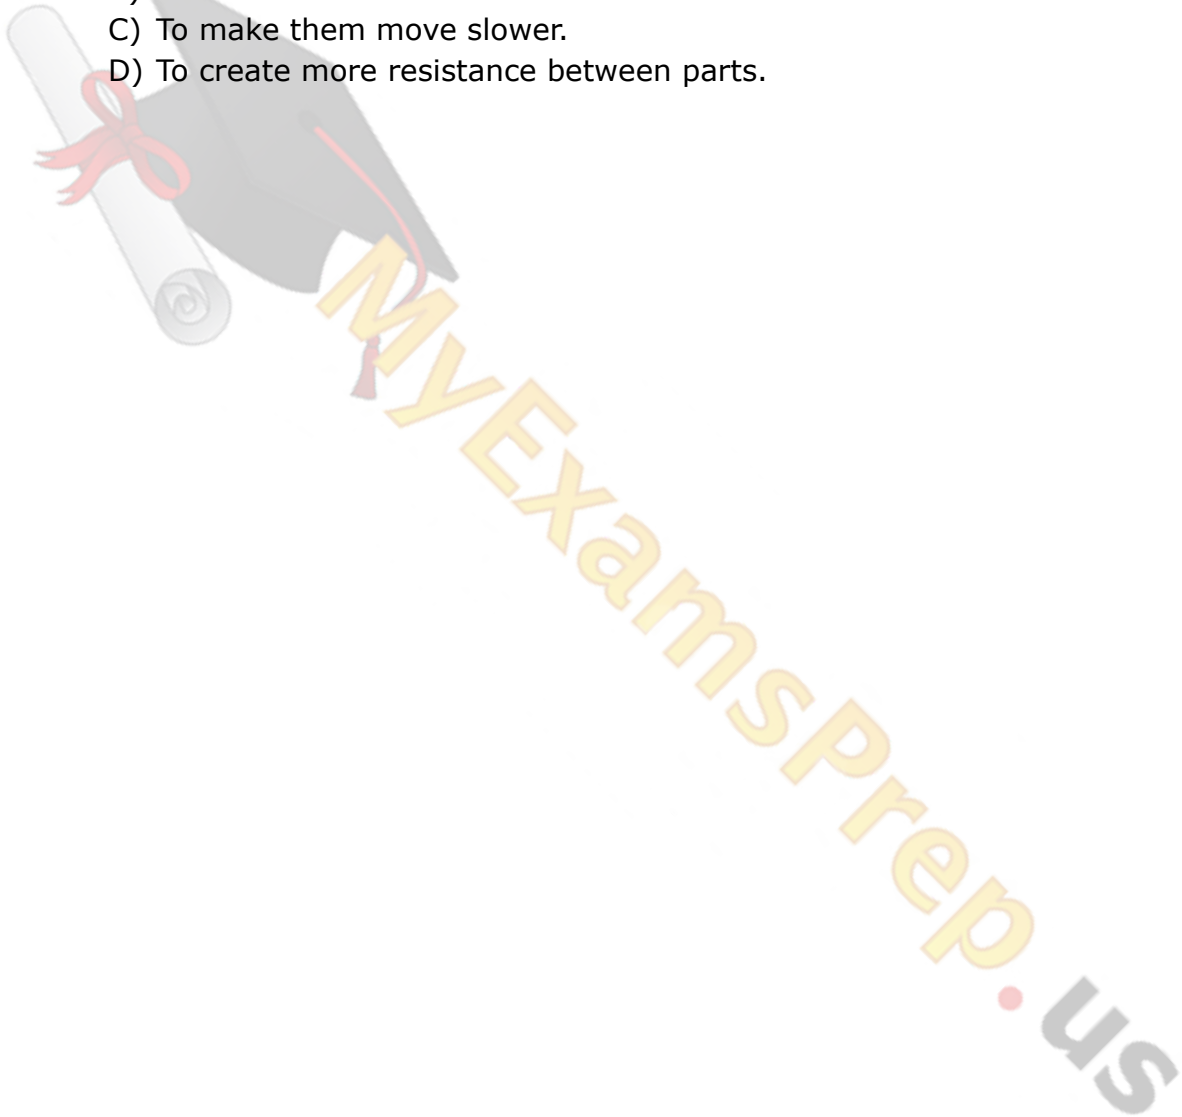 C) To make them move slower.
D) To create more resistance between parts.
MyExamsPrep.us